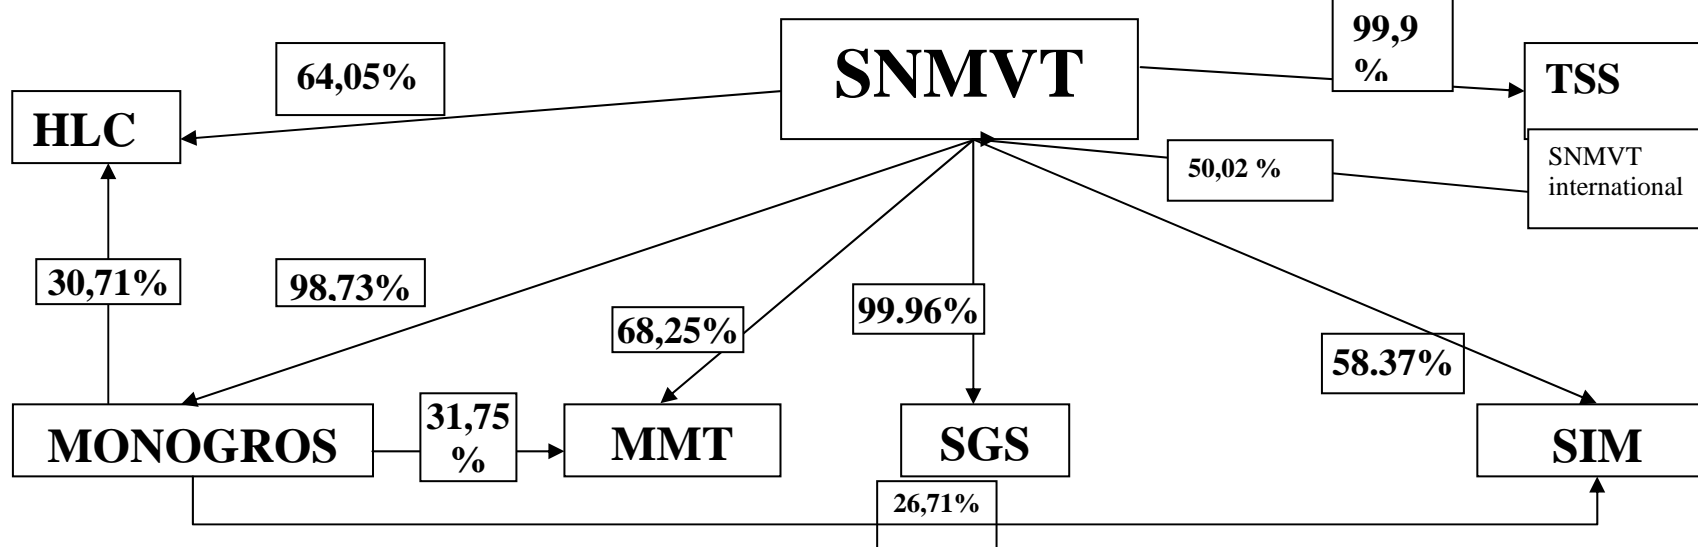 99,9
%
SNMVT
64,05%
TSS
HLC
SNMVT
international
50,02 %
30,71%
98,73%
99.96%
68,25%
58.37%
31,75
%
MONOGROS
MMT
SGS
SIM
26,71%